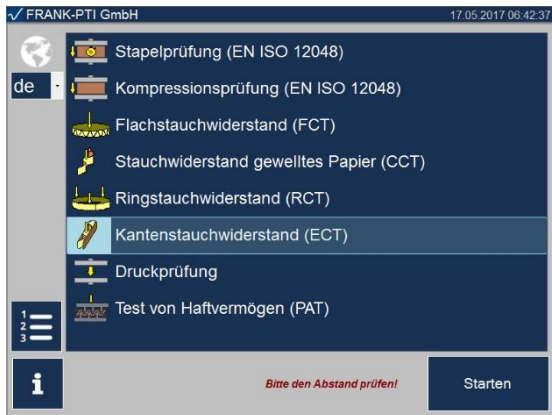 FRANK-PTI GmbH 17.05.2017 06:42:37
de
Stapelprüfung (EN ISO 12048)
Kompressionsprüfung (EN ISO 12048)
Flachstauchwiderstand (FCT)
Stauchwiderstand gewelltes Papier (CCT)
Ringstauchwiderstand (RCT)
Kantenstauchwiderstand (ECT)
Druckprüfung
Test von Haftvermögen (PAT)
1
2
3
i
Bitte den Abstand prüfen!
Starten